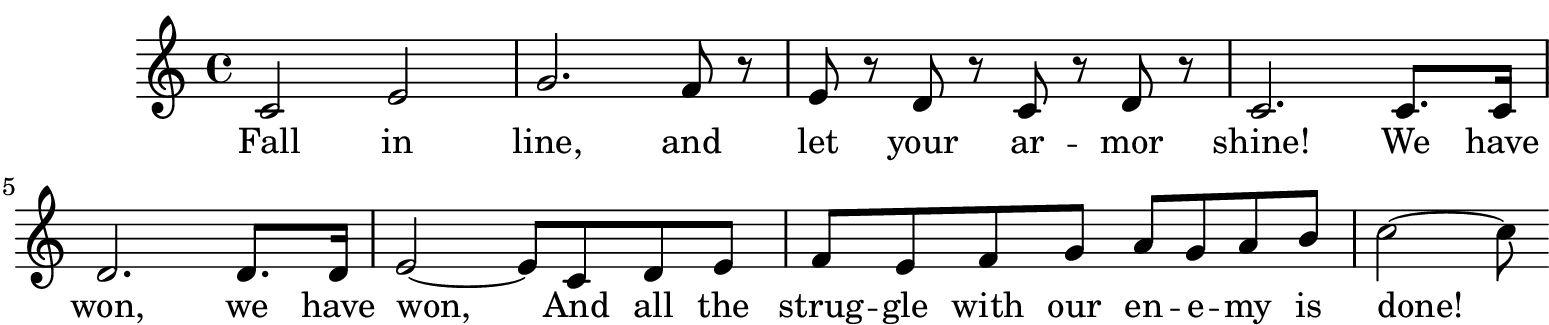 Fall in line, and let your ar - mor shine! We have
5
won, we have won, And all the strug - gle with our en - e - my is done!